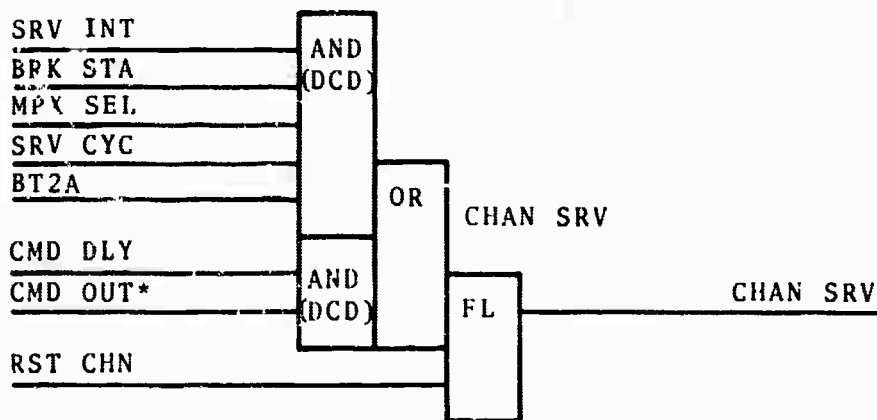 SRV INT
BRK STA
MPX SEL
SRV CYC
BT2A
AND
(DCD)
OR
CHAN SRV
CMD DLY
CMD OUT*
AND
(DCD)
FL
CHAN SRV
RST CHN